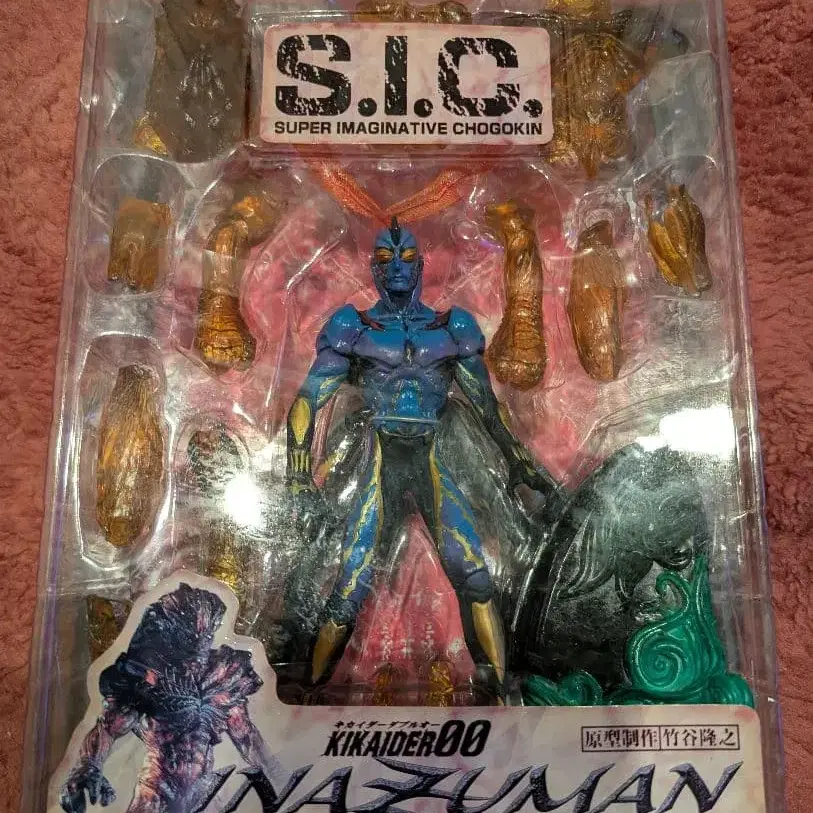 S.I.C.
SUPER IMAGINATIVE CHOGOKIN
キカイダーダブルオー
KIKAIDER00
原型制作 竹谷隆之
INAZUMAN